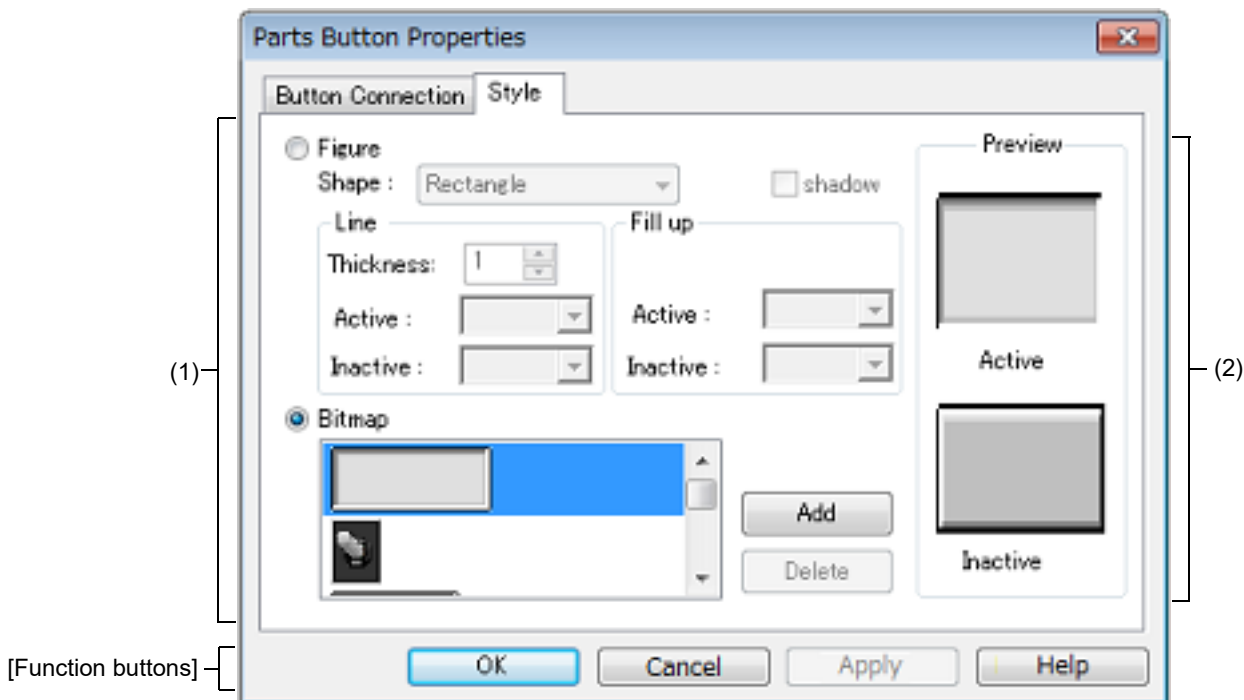 Parts Button Properties
Button Connection Style
Figure
Shape : Rectangle shadow
Line
Thickness: 1
Active :
Inactive :
Fill up
Active :
Inactive :
Bitmap
Add
Delete
Preview
Active
Inactive
(1)
(2)
[Function buttons]
OK Cancel Apply Help